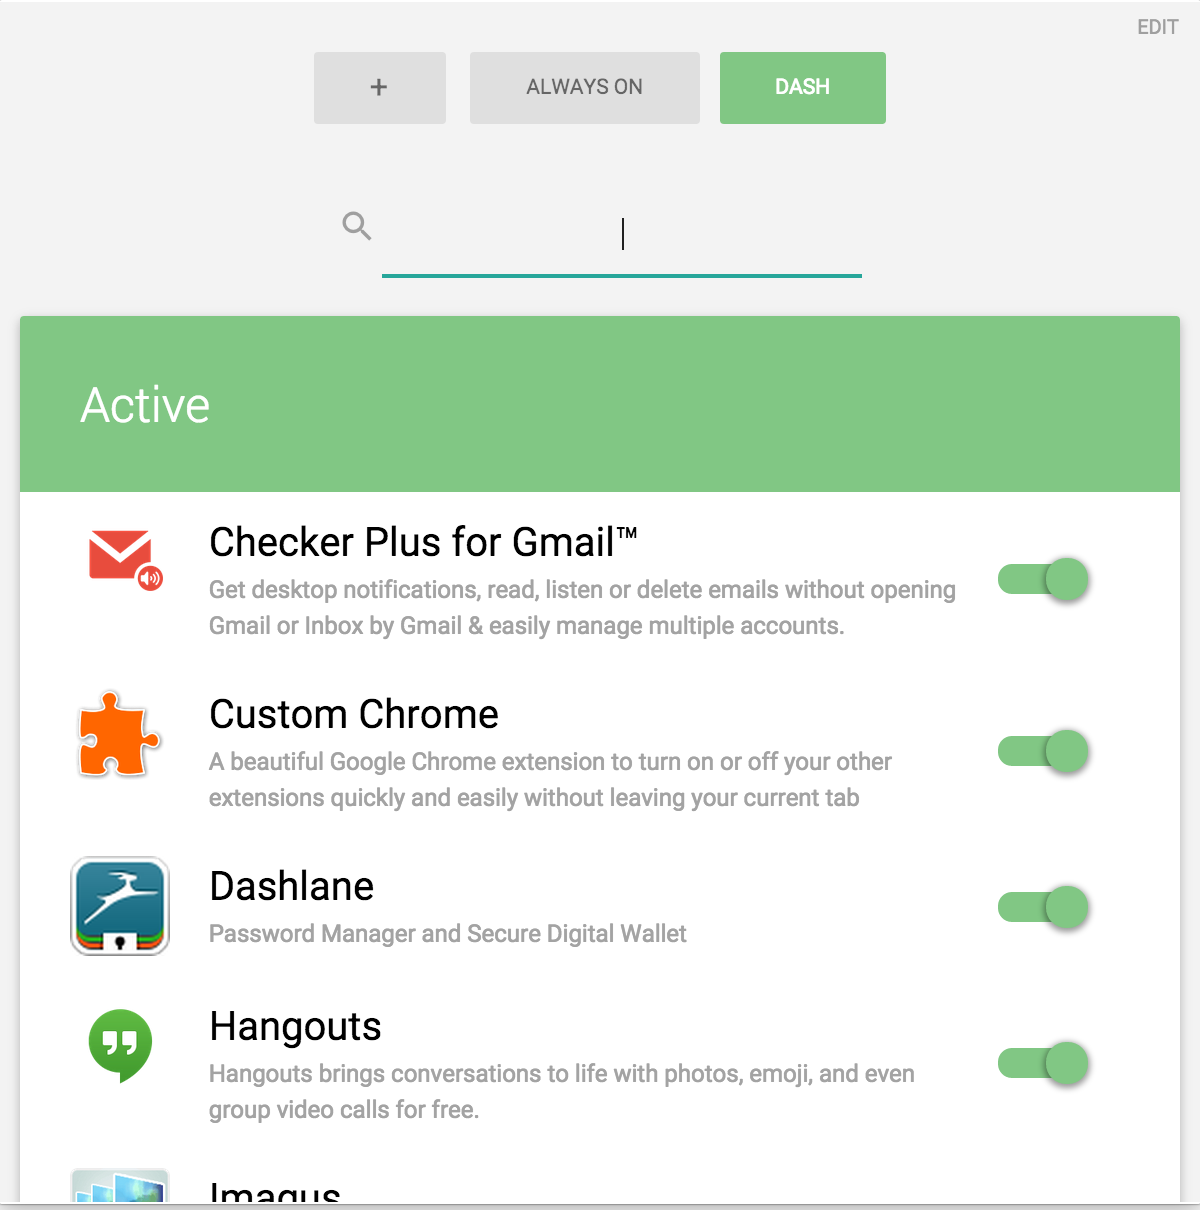 EDIT
+
ALWAYS ON
DASH
Active
Checker Plus for Gmail™
Get desktop notifications, read, listen or delete emails without opening
Gmail or Inbox by Gmail & easily manage multiple accounts.
Custom Chrome
A beautiful Google Chrome extension to turn on or off your other
extensions quickly and easily without leaving your current tab
Dashlane
Password Manager and Secure Digital Wallet
Hangouts
Hangouts brings conversations to life with photos, emoji, and even
group video calls for free.
Imagus